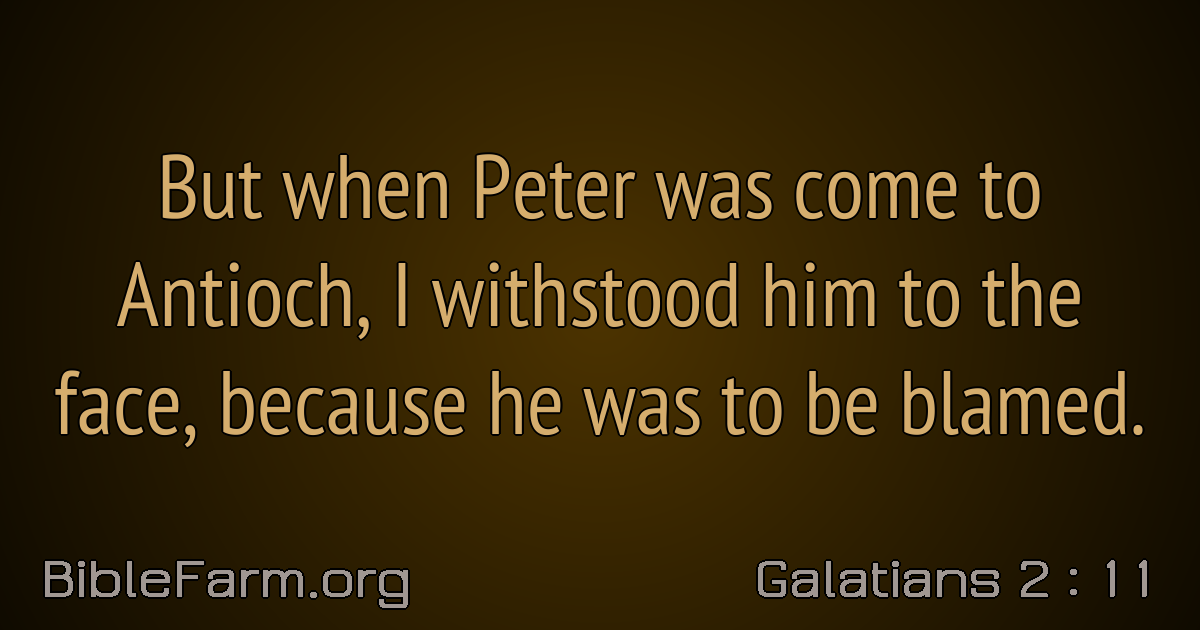 But when Peter was come to
Antioch, I withstood him to the
face, because he was to be blamed.
BibleFarm.org
Galatians 2 : 11